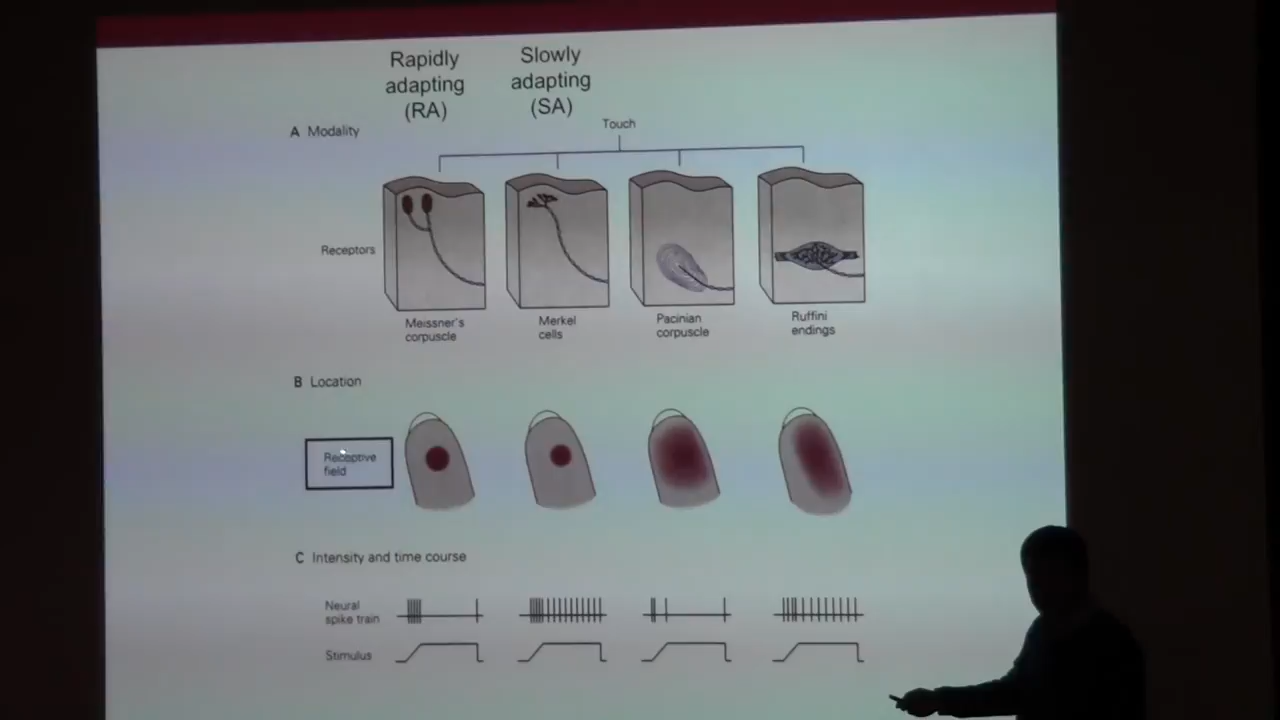 Rapidly
adapting
(RA)
Slowly
adapting
(SA)
A Modality
Touch
Receptors
Meissner's
corpuscle
Merkel
cells
Pacinian
corpuscle
Ruffini
endings
B Location
Receptive
field
C Intensity and time course
Neural
spike train
Stimulus